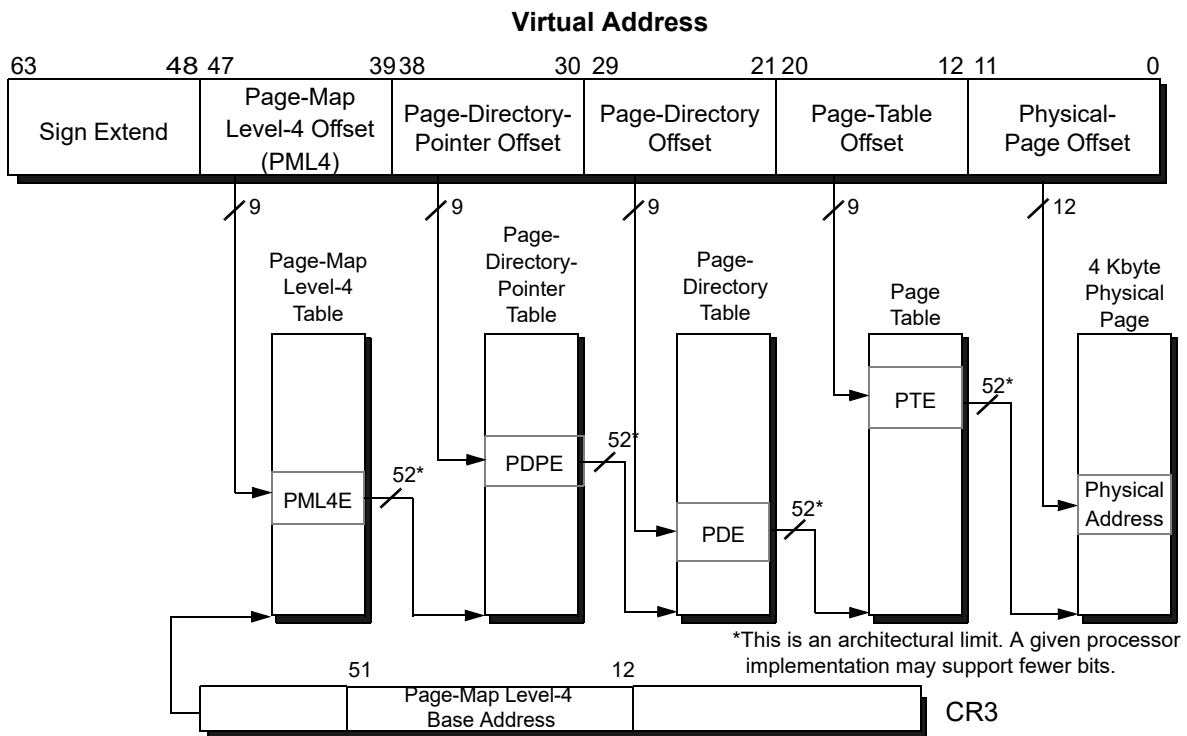 Virtual Address
63 48 47 39 38 30 29 21 20 12 11 0
Sign Extend
Page-Map
Level-4 Offset
(PML4)
Page-Directory-
Pointer Offset
Page-Directory
Offset
Page-Table
Offset
Physical-
Page Offset
9 9 9 9 12
Page-Map
Level-4
Table
Page-
Directory-
Pointer
Table
Page-
Directory
Table
Page
Table
4 Kbyte
Physical
Page
PML4E
52*
PDPE
52*
PDE
52*
PTE
52*
Physical
Address
*This is an architectural limit. A given processor
implementation may support fewer bits.
51 12
Page-Map Level-4
Base Address
CR3